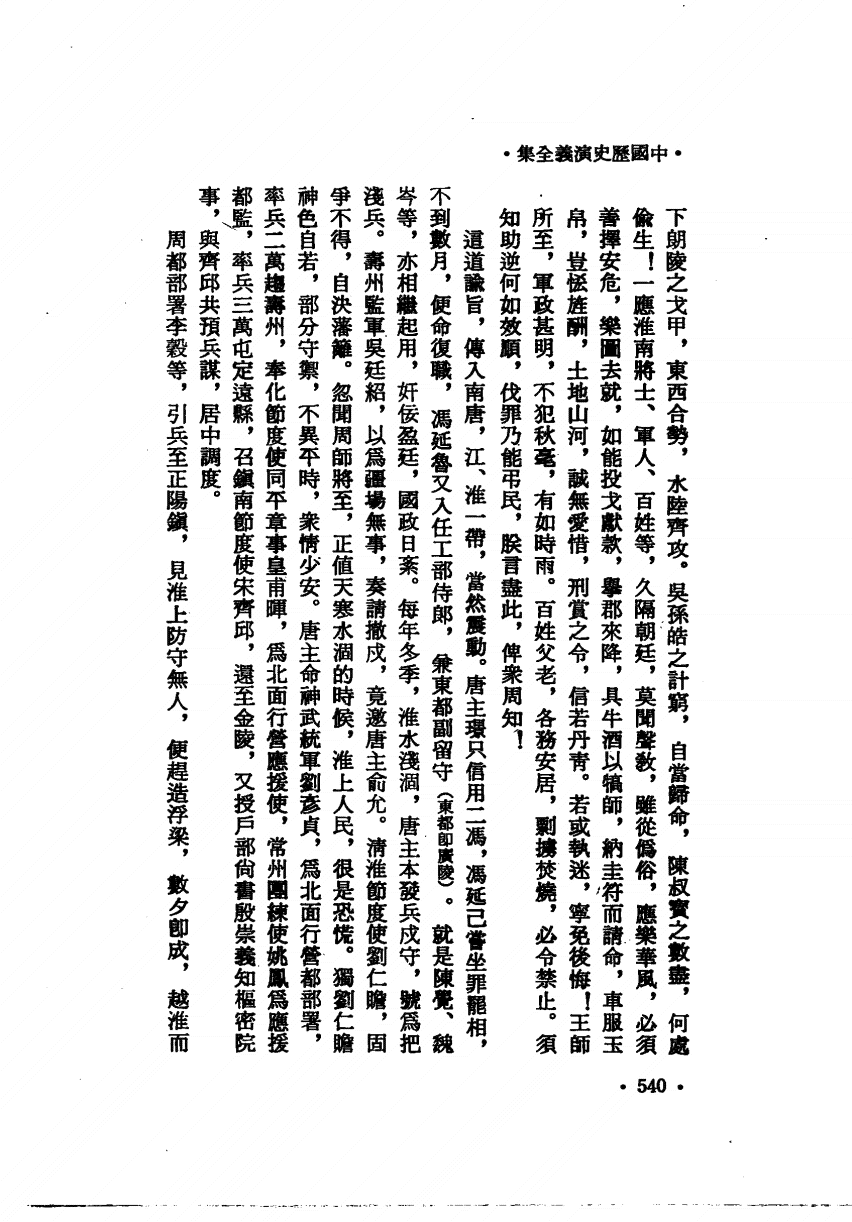 •中國歷史演義全集•
下朗陵之戈甲，東西合勢，水陸齊攻。吳孫皓之計窮，自當歸命，陳叔寶之數盡，何處
偸生！一應淮南將士、軍人、百姓等，久隔朝廷，莫聞聲敎，雖從僞俗，應樂華風，必須
善擇安危，樂圖去就，如能投戈獻款，舉郡來降，具牛酒以犒師，納圭符而請命，車服玉
帛，豈恡旌酬，土地山河，誠無愛惜，刑賞之令，信若丹靑。若或執迷，寧免後悔！王師
所至，軍政甚明，不犯秋毫，有如時雨。百姓父老，各務安居，剽擄焚燒，必令禁止。須
知助逆何如效順，伐罪乃能弔民，朕言盡此，俾衆周知！
這道諭旨，傳入南唐，江、淮一帶，當然震動。唐主璟只信用二馮，馮延己嘗坐罪罷相，
不到數月，便命復職，馮延魯又入任工部侍郎，兼東都副留守（東都卽廣陵）。就是陳覺、魏
岑等，亦相繼起用，奸佞盈廷，國政日紊。每年冬季，淮水淺涸，唐主本發兵戍守，號爲把
淺兵。壽州監軍吳廷紹，以爲疆場無事，奏請撤戍，竟邀唐主俞允。淸淮節度使劉仁贍，固
爭不得，自決藩籬。忽聞周師將至，正值天寒水涸的時候，淮上人民，很是恐慌。獨劉仁贍
神色自若，部分守禦，不異平時，衆情少安。唐主命神武統軍劉彥貞，爲北面行營都部署，
率兵二萬趨壽州，奉化節度使同平章事皇甫暉，爲北面行營應援使，常州團練使姚鳳爲應援
都監，率兵三萬屯定遠縣，召鎭南節度使宋齊邱，還至金陵，又授戶部尙書殷崇義知樞密院
事，與齊邱共預兵謀，居中調度。
周都部署李穀等，引兵至正陽鎭，見淮上防守無人，便趕造浮梁，數夕卽成，越淮而
•540•